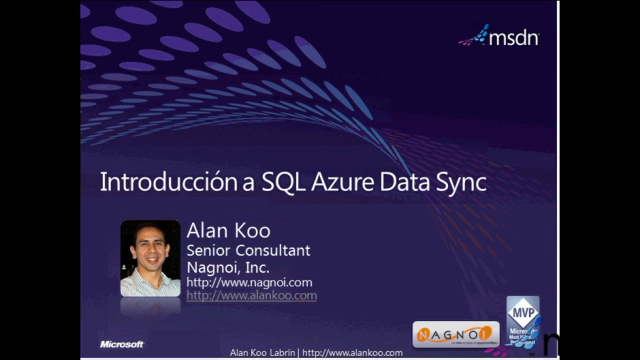 msdn
Introducción a SQL Azure Data Sync
Alan Koo
Senior Consultant
Nagnoi, Inc.
http://www.nagnoi.com
http://www.alankoo.com
NAGNOI
MVP
Microsoft
Alan Koo Labrín | http://www.alankoo.com